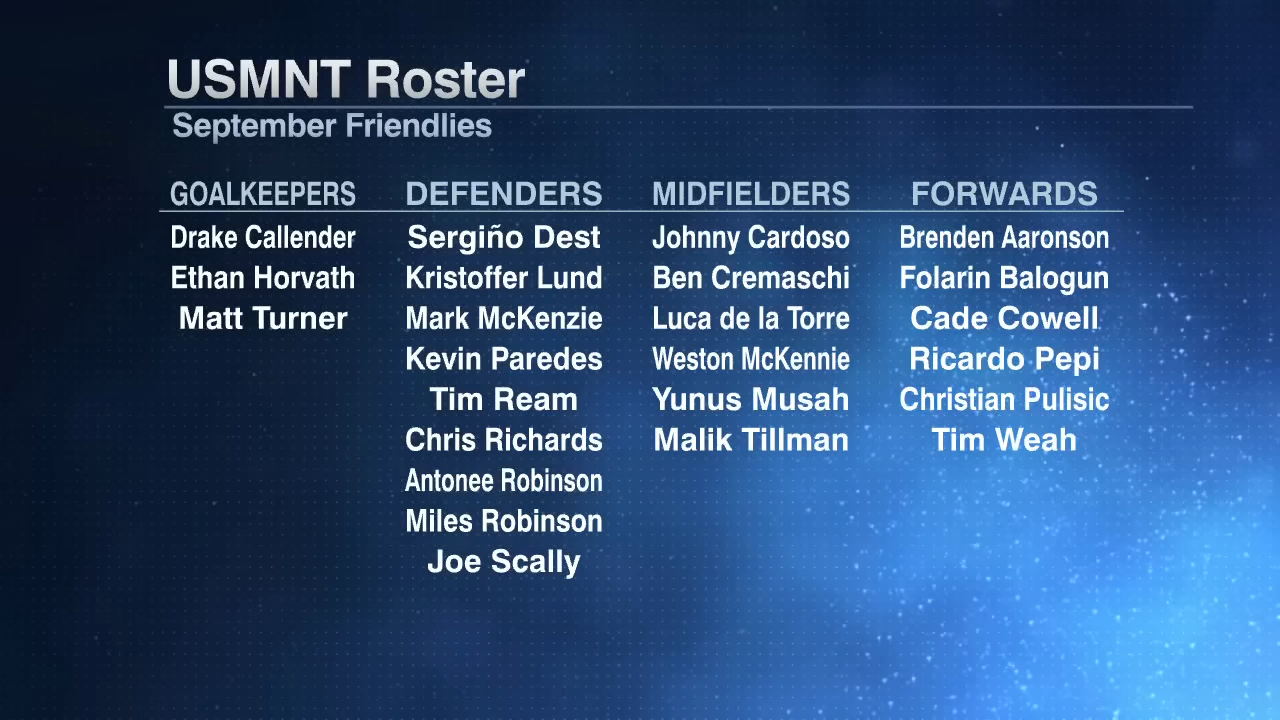 USMNT Roster
September Friendlies
GOALKEEPERS DEFENDERS MIDFIELDERS FORWARDS
Drake Callender Sergiño Dest Johnny Cardoso Brenden Aaronson
Ethan Horvath Kristoffer Lund Ben Cremaschi Folarin Balogun
Matt Turner Mark McKenzie Luca de la Torre Cade Cowell
Kevin Paredes Weston McKennie Ricardo Pepi
Tim Ream Yunus Musah Christian Pulisic
Chris Richards Malik Tillman Tim Weah
Antonee Robinson
Miles Robinson
Joe Scally